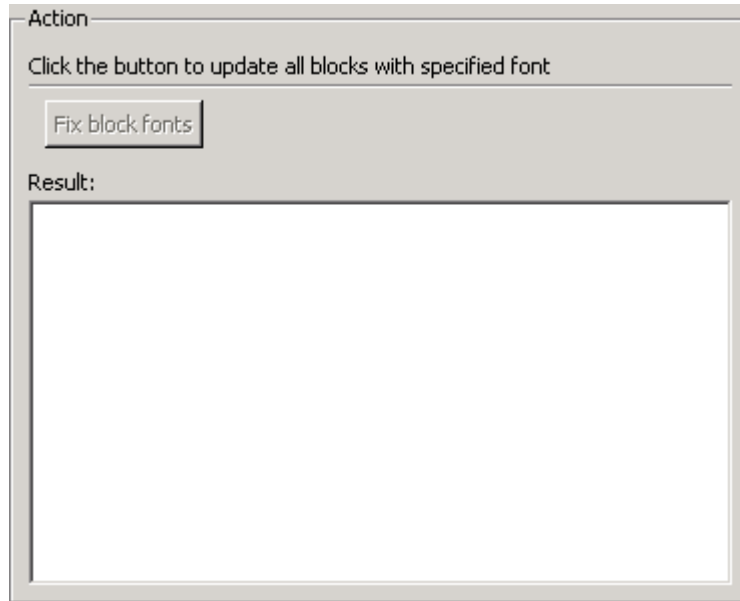 Action
Click the button to update all blocks with specified font
Fix block fonts
Result: